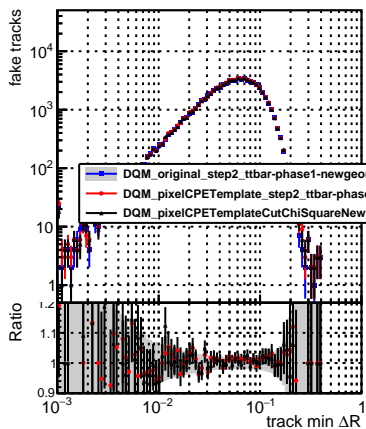 fake tracks
10⁴
10³
10²
10
1
DQM_original_step2_ttbar-phase1-newgeor
DQM_pixelCPETemplate_step2_ttbar-phase
DQM_pixelCPETemplateCutChiSquareNew
Ratio
1.2
1.1
1
0.9
10⁻³ 10⁻² 10⁻¹ 1
track min ΔR